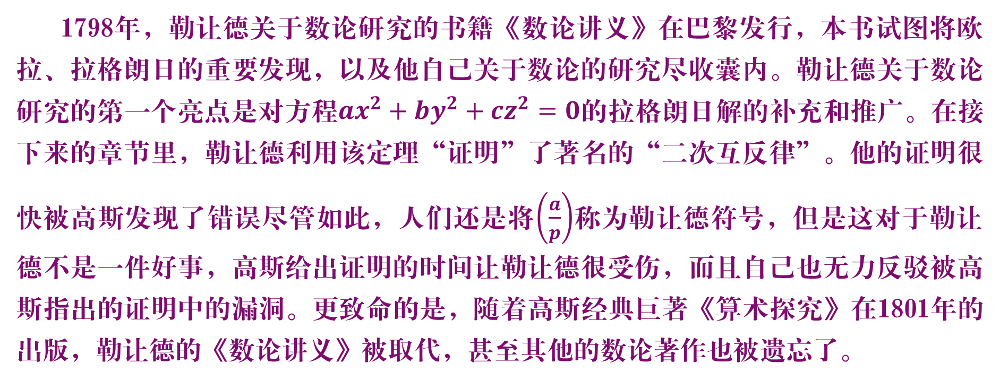 1798年，勒让德关于数论研究的书籍《数论讲义》在巴黎发行，本书试图将欧
拉、拉格朗日的重要发现，以及他自己关于数论的研究尽收囊内。勒让德关于数论
研究的第一个亮点是对方程ax² + by² + cz² = 0的拉格朗日解的补充和推广。在接
下来的章节里，勒让德利用该定理“证明”了著名的“二次互反律”。他的证明很
快被高斯发现了错误尽管如此，人们还是将(a/p)称为勒让德符号，但是这对于勒让
德不是一件好事，高斯给出证明的时间让勒让德很受伤，而且自己也无力反驳被高
斯指出的证明中的漏洞。更致命的是，随着高斯经典巨著《算术探究》在1801年的
出版，勒让德的《数论讲义》被取代，甚至其他的数论著作也被遗忘了。